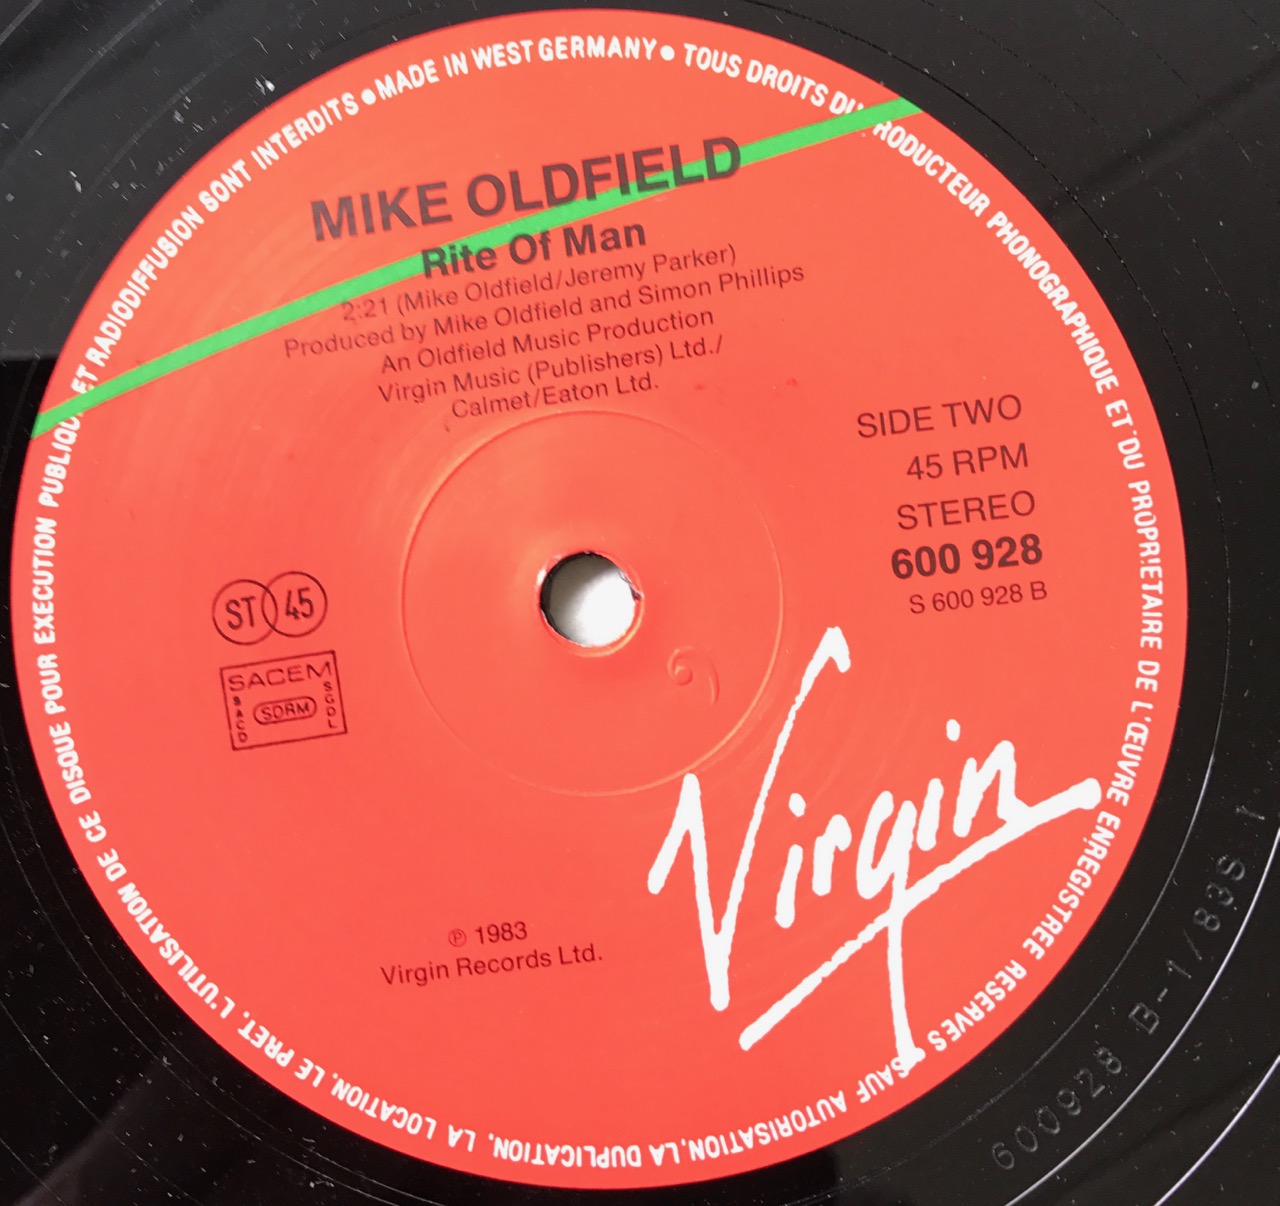 MIKE OLDFIELD
Rite Of Man
2:21 (Mike Oldfield/Jeremy Parker)
Produced by Mike Oldfield and Simon Phillips
An Oldfield Music Production
Virgin Music (Publishers) Ltd./
Calmet/Eaton Ltd.
SIDE TWO
45 RPM
STEREO
600 928
S 600 928 B
ST 45
SACEM
SACD
SDRM
SGDL
Virgin
℗ 1983
Virgin Records Ltd.
MADE IN WEST GERMANY ● TOUS DROITS DU PRODUCTEUR PHONOGRAPHIQUE ET DU PROPRIETAIRE DE L'ŒUVRE ENREGISTREE RESERVES SAUF AUTORISATION. LA DUPLICATION, LA LOCATION, LE PRET, L'UTILISATION DE CE DISQUE POUR EXECUTION PUBLIQUE ET RADIODIFFUSION SONT INTERDITS ●
600928 B-1/83S 1